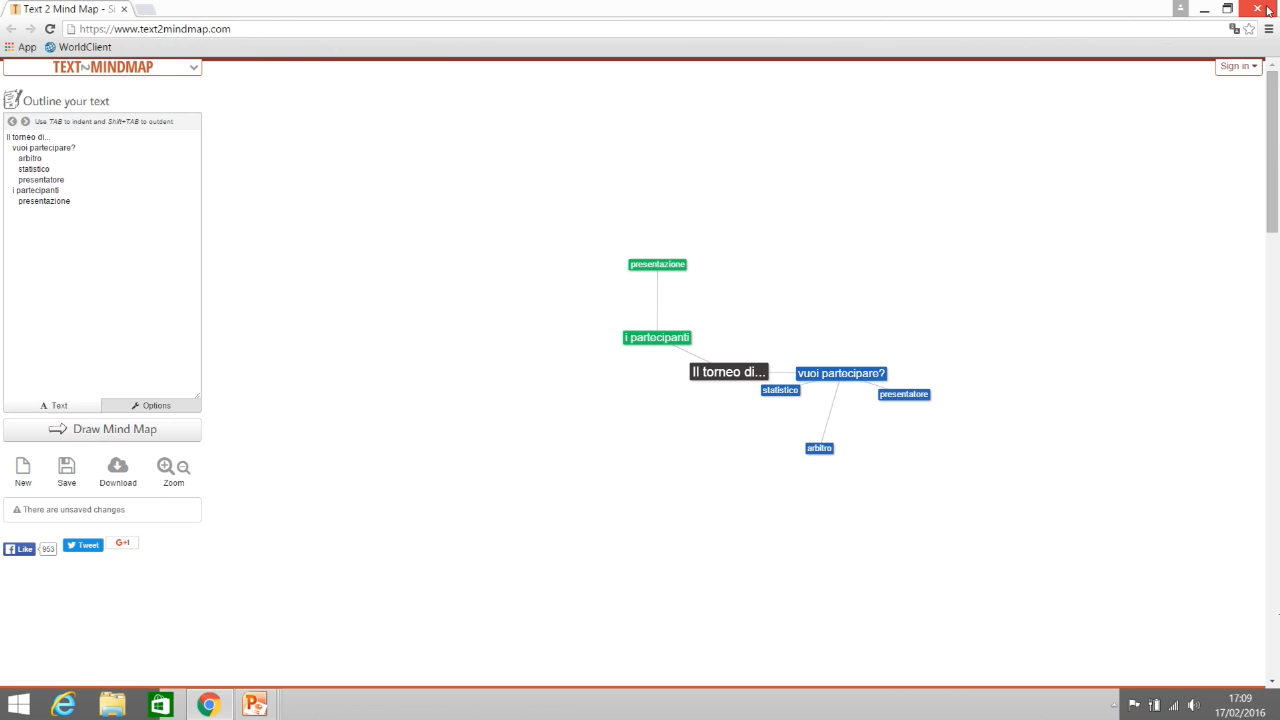 Text 2 Mind Map - Si
https://www.text2mindmap.com
App
WorldClient
TEXT2MINDMAP
Sign in
Outline your text
Use TAB to indent and Shift+TAB to outdent
Il torneo di...
vuoi partecipare?
arbitro
statistico
presentatore
i partecipanti
presentazione
Text
Options
Draw Mind Map
New
Save
Download
Zoom
There are unsaved changes
Like
953
Tweet
G+1
presentazione
i partecipanti
Il torneo di...
vuoi partecipare?
statistico
presentatore
arbitro
17:09
17/02/2016